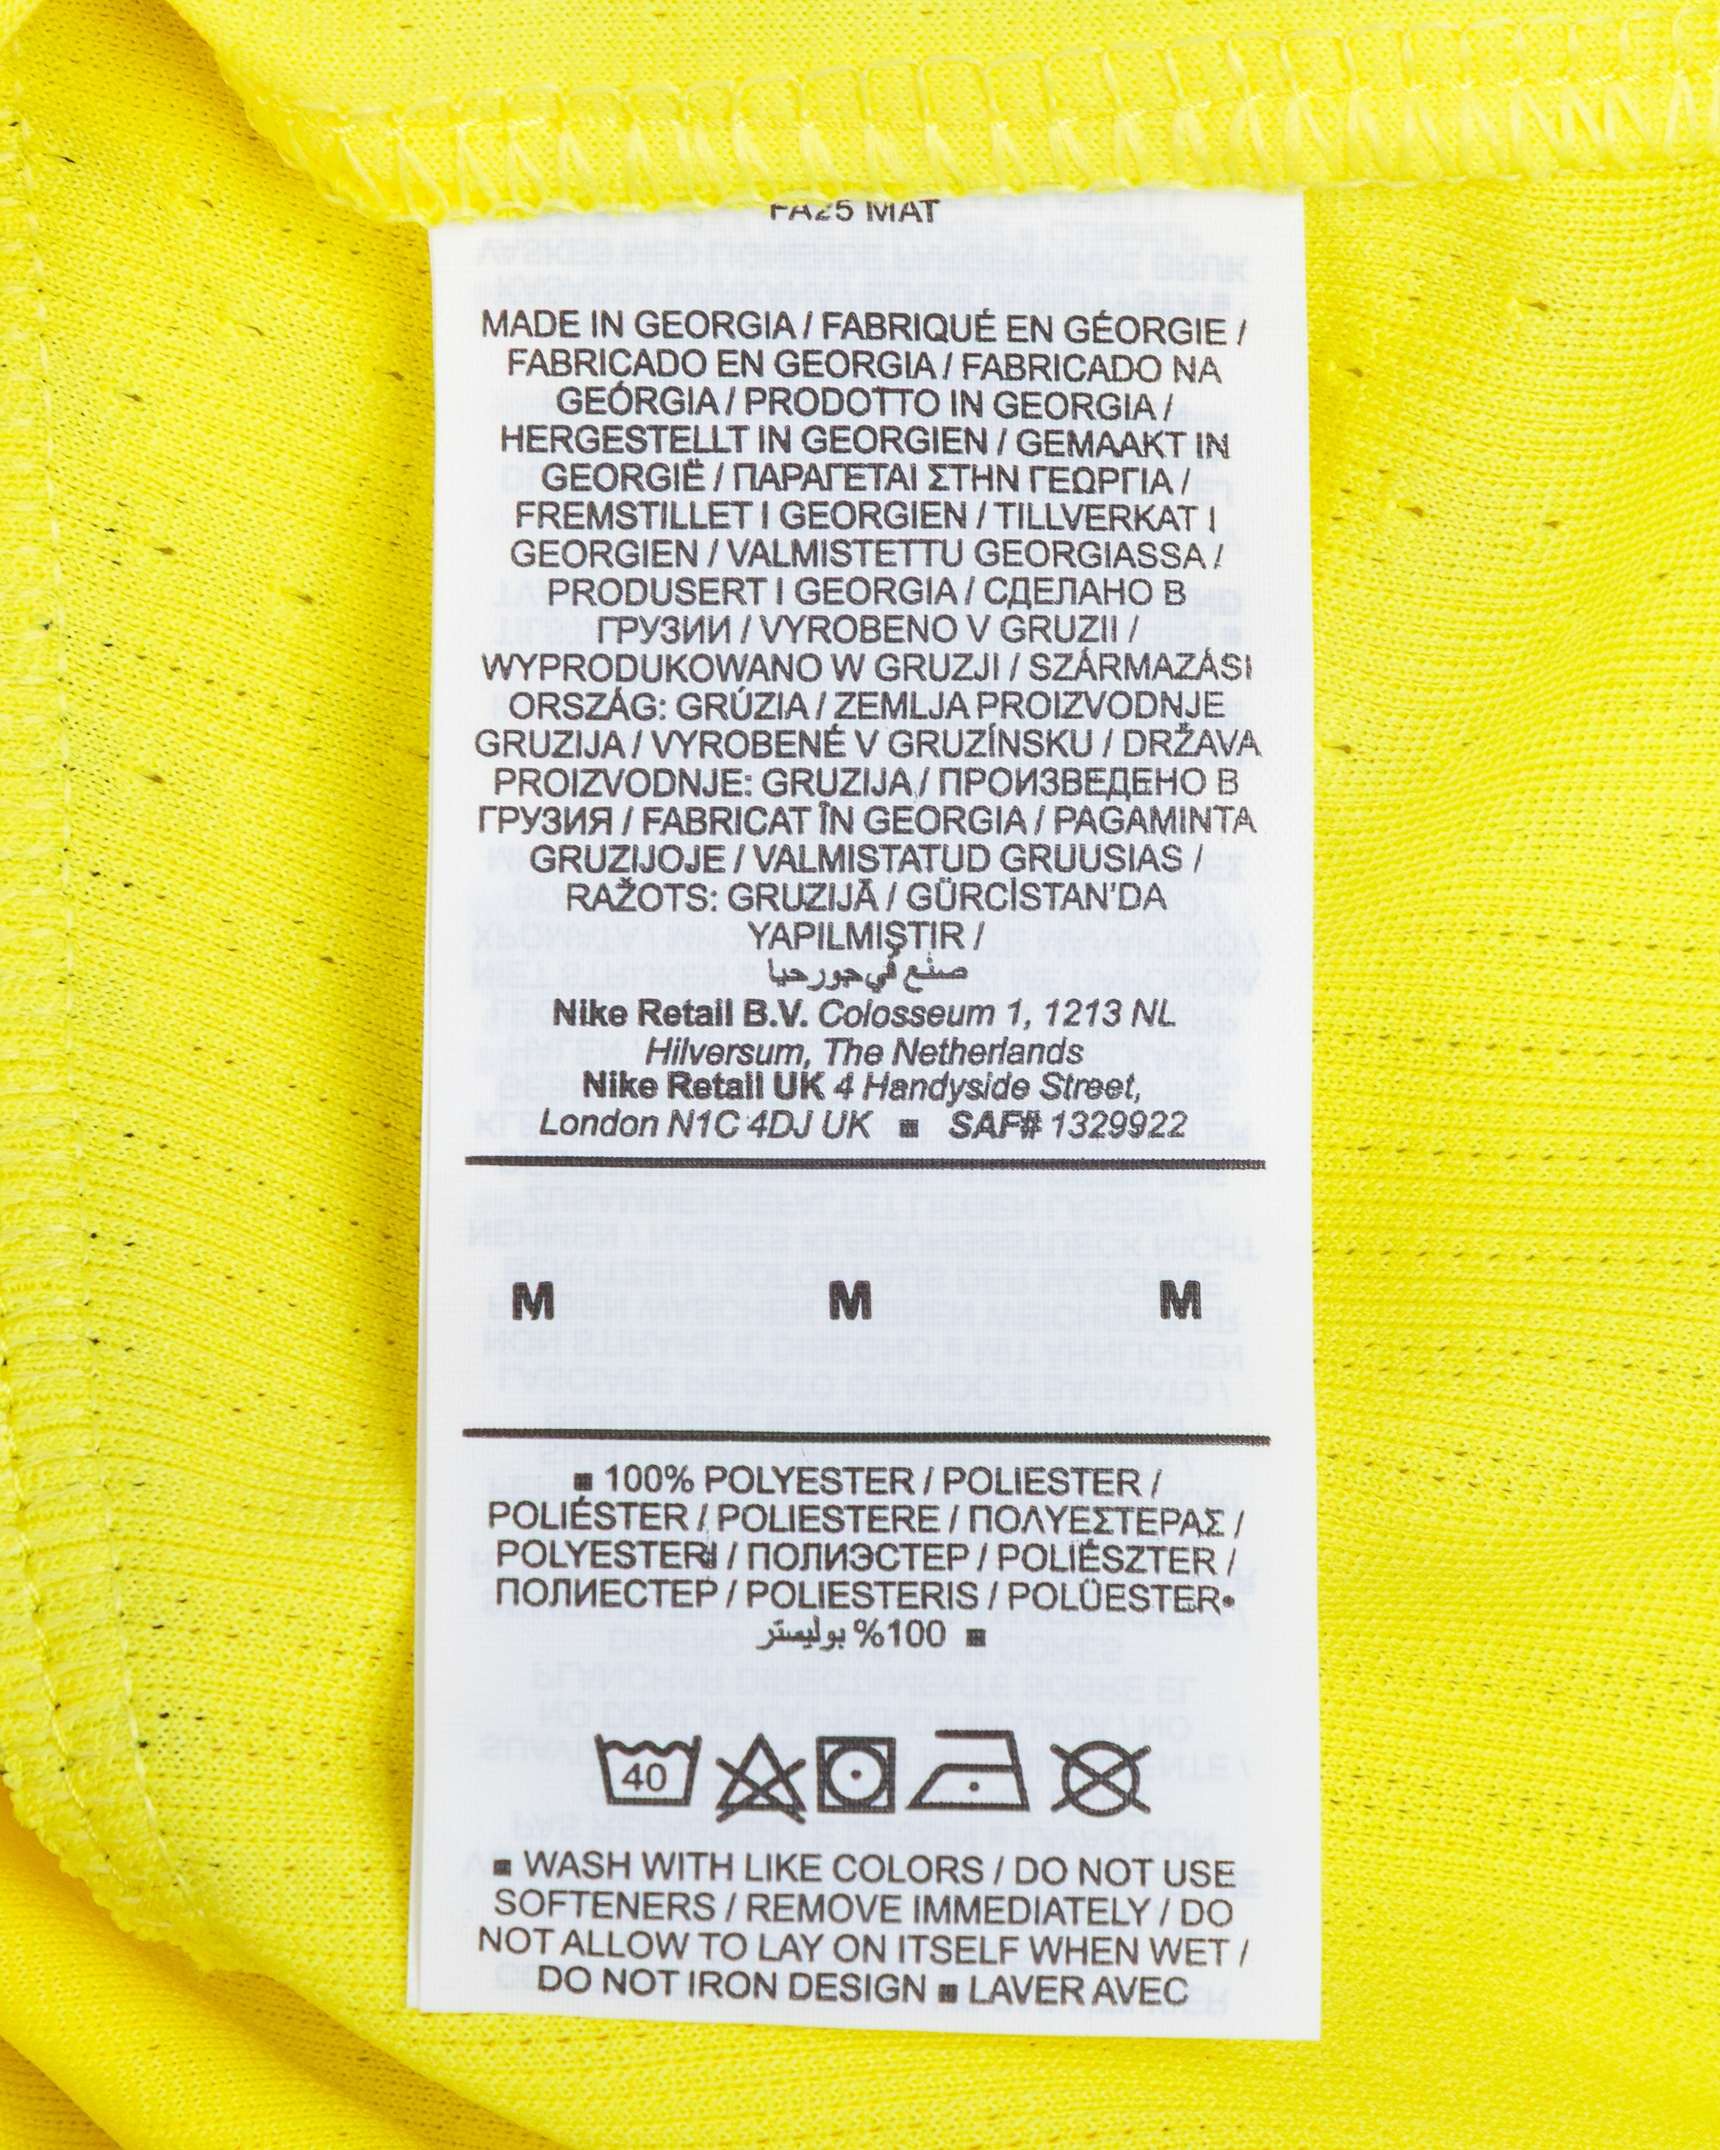 FA25 MAT
MADE IN GEORGIA / FABRIQUÉ EN GÉORGIE /
FABRICADO EN GEORGIA / FABRICADO NA
GEÓRGIA / PRODOTTO IN GEORGIA /
HERGESTELLT IN GEORGIEN / GEMAAKT IN
GEORGIË / ΠΑΡΑΓΕΤΑΙ ΣΤΗΝ ΓΕΩΡΓΙΑ /
FREMSTILLET I GEORGIEN / TILLVERKAT I
GEORGIEN / VALMISTETTU GEORGIASSA /
PRODUSERT I GEORGIA / СДЕЛАНО В
ГРУЗИИ / VYROBENO V GRUZII /
WYPRODUKOWANO W GRUZJI / SZÁRMAZÁSI
ORSZÁG: GRÚZIA / ZEMLJA PROIZVODNJE
GRUZIJA / VYROBENÉ V GRUZÍNSKU / DRŽAVA
PROIZVODNJE: GRUZIJA / ПРОИЗВЕДЕНО В
ГРУЗИЯ / FABRICAT ÎN GEORGIA / PAGAMINTA
GRUZIJOJE / VALMISTATUD GRUUSIAS /
RAŽOTS: GRUZIJĀ / GÜRCİSTAN'DA
YAPILMIŞTIR /
صنع في جورجيا
Nike Retail B.V. Colosseum 1, 1213 NL
Hilversum, The Netherlands
Nike Retail UK 4 Handyside Street,
London N1C 4DJ UK ■ SAF# 1329922
M M M
■ 100% POLYESTER / POLIESTER /
POLIÉSTER / POLIESTERE / ΠΟΛΥΕΣΤΕΡΑΣ /
POLYESTERI / ПОЛИЭСТЕР / POLIÉSZTER /
ПОЛИЕСТЕР / POLIESTERIS / POLÜESTER•
■ 100% بوليستر
40
■ WASH WITH LIKE COLORS / DO NOT USE
SOFTENERS / REMOVE IMMEDIATELY / DO
NOT ALLOW TO LAY ON ITSELF WHEN WET /
DO NOT IRON DESIGN ■ LAVER AVEC